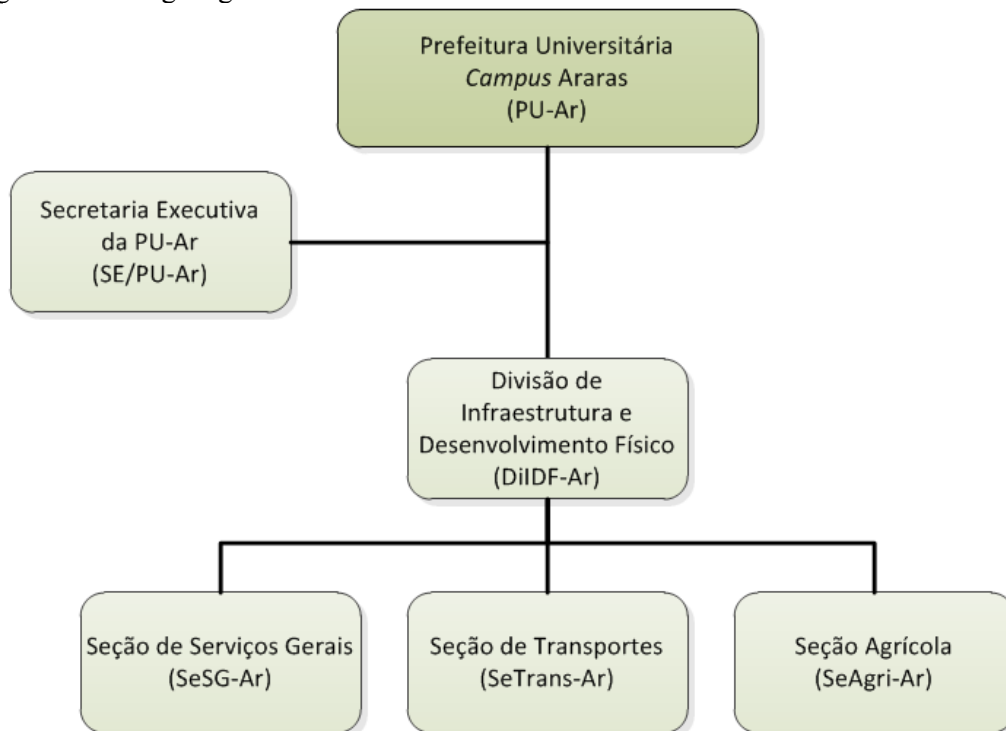 Prefeitura Universitária
Campus Araras
(PU-Ar)
Secretaria Executiva
da PU-Ar
(SE/PU-Ar)
Divisão de
Infraestrutura e
Desenvolvimento Físico
(DiIDF-Ar)
Seção de Serviços Gerais
(SeSG-Ar)
Seção de Transportes
(SeTrans-Ar)
Seção Agrícola
(SeAgri-Ar)